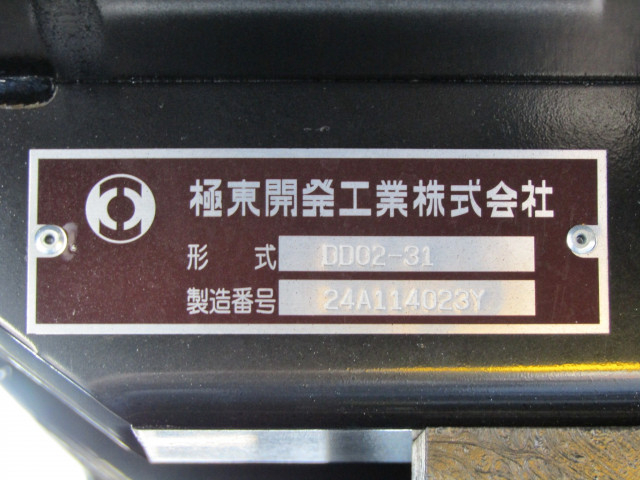 極東開発工業株式会社
形 式 DD02-31
製造番号 24A114023Y